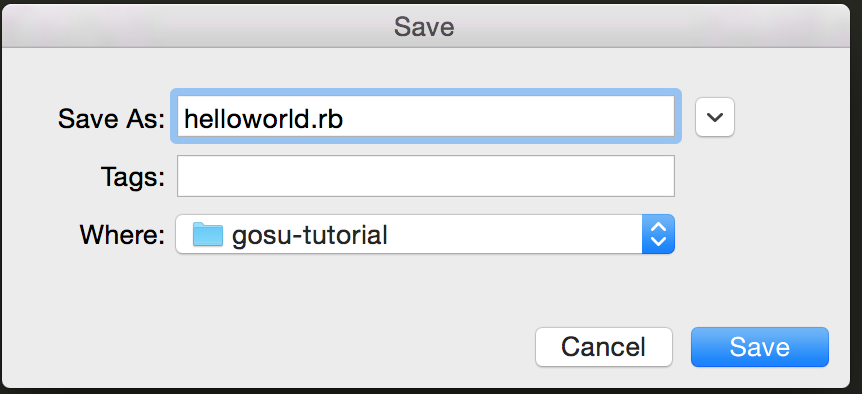 Save
Save As: helloworld.rb
Tags:
Where: gosu-tutorial
Cancel Save